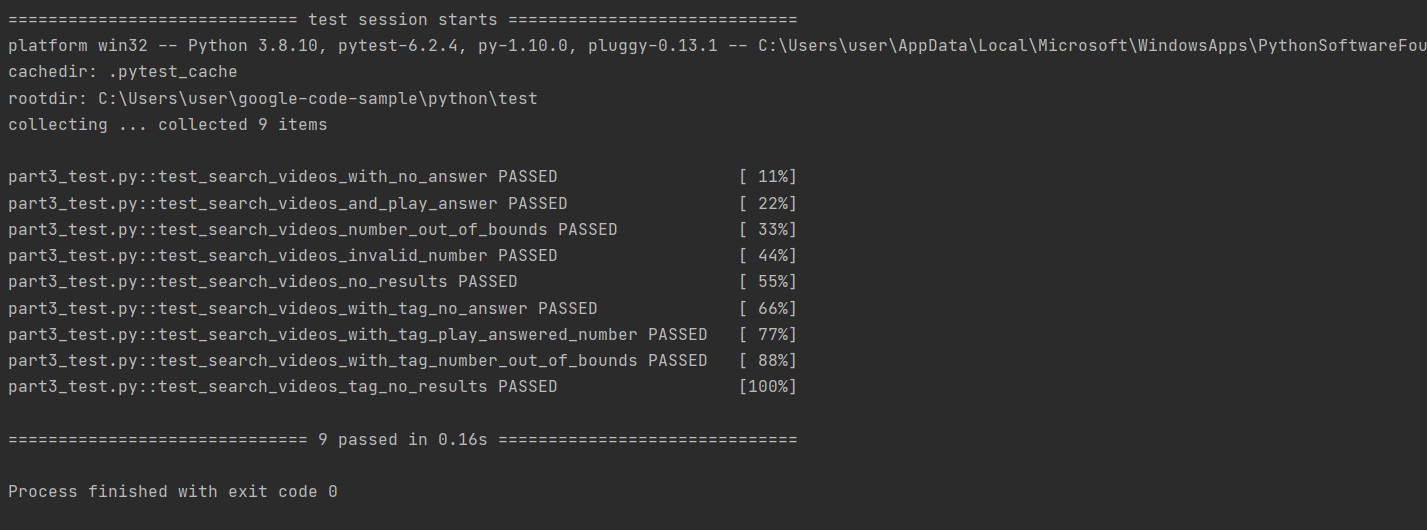 ============================= test session starts =============================
platform win32 -- Python 3.8.10, pytest-6.2.4, py-1.10.0, pluggy-0.13.1 -- C:\Users\user\AppData\Local\Microsoft\WindowsApps\PythonSoftwareFou
cachedir: .pytest_cache
rootdir: C:\Users\user\google-code-sample\python\test
collecting ... collected 9 items
part3_test.py::test_search_videos_with_no_answer PASSED                  [ 11%]
part3_test.py::test_search_videos_and_play_answer PASSED                 [ 22%]
part3_test.py::test_search_videos_number_out_of_bounds PASSED            [ 33%]
part3_test.py::test_search_videos_invalid_number PASSED                  [ 44%]
part3_test.py::test_search_videos_no_results PASSED                      [ 55%]
part3_test.py::test_search_videos_with_tag_no_answer PASSED              [ 66%]
part3_test.py::test_search_videos_with_tag_play_answered_number PASSED   [ 77%]
part3_test.py::test_search_videos_with_tag_number_out_of_bounds PASSED   [ 88%]
part3_test.py::test_search_videos_tag_no_results PASSED                  [100%]
============================== 9 passed in 0.16s ==============================
Process finished with exit code 0